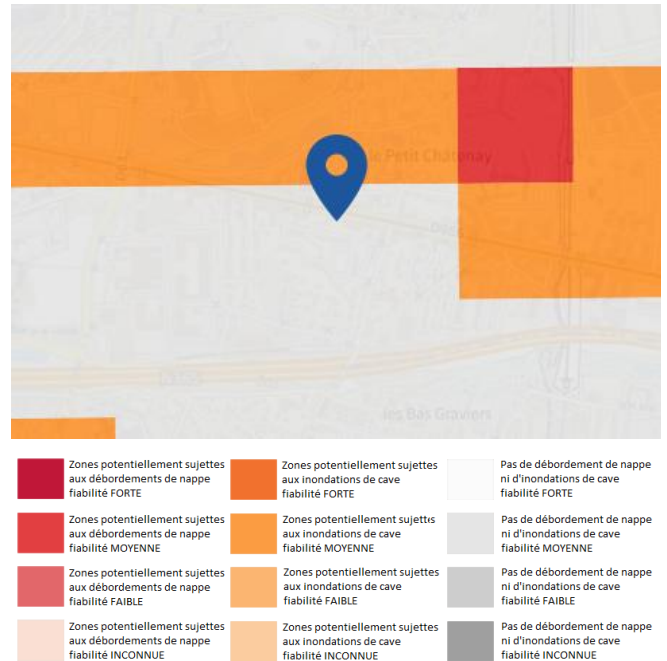 le Petit Châtenay
les Bas Graviers
Zones potentiellement sujettes
aux débordements de nappe
fiabilité FORTE
Zones potentiellement sujettes
aux inondations de cave
fiabilité FORTE
Pas de débordement de nappe
ni d'inondations de cave
fiabilité FORTE
Zones potentiellement sujettes
aux débordements de nappe
fiabilité MOYENNE
Zones potentiellement sujettis
aux inondations de cave
fiabilité MOYENNE
Pas de débordement de nappe
ni d'inondations de cave
fiabilité MOYENNE
Zones potentiellement sujettes
aux débordements de nappe
fiabilité FAIBLE
Zones potentiellement sujettes
aux inondations de cave
fiabilité FAIBLE
Pas de débordement de nappe
ni d'inondations de cave
fiabilité FAIBLE
Zones potentiellement sujettes
aux débordements de nappe
fiabilité INCONNUE
Zones potentiellement sujettes
aux inondations de cave
fiabilité INCONNUE
Pas de débordement de nappe
ni d'inondations de cave
fiabilité INCONNUE